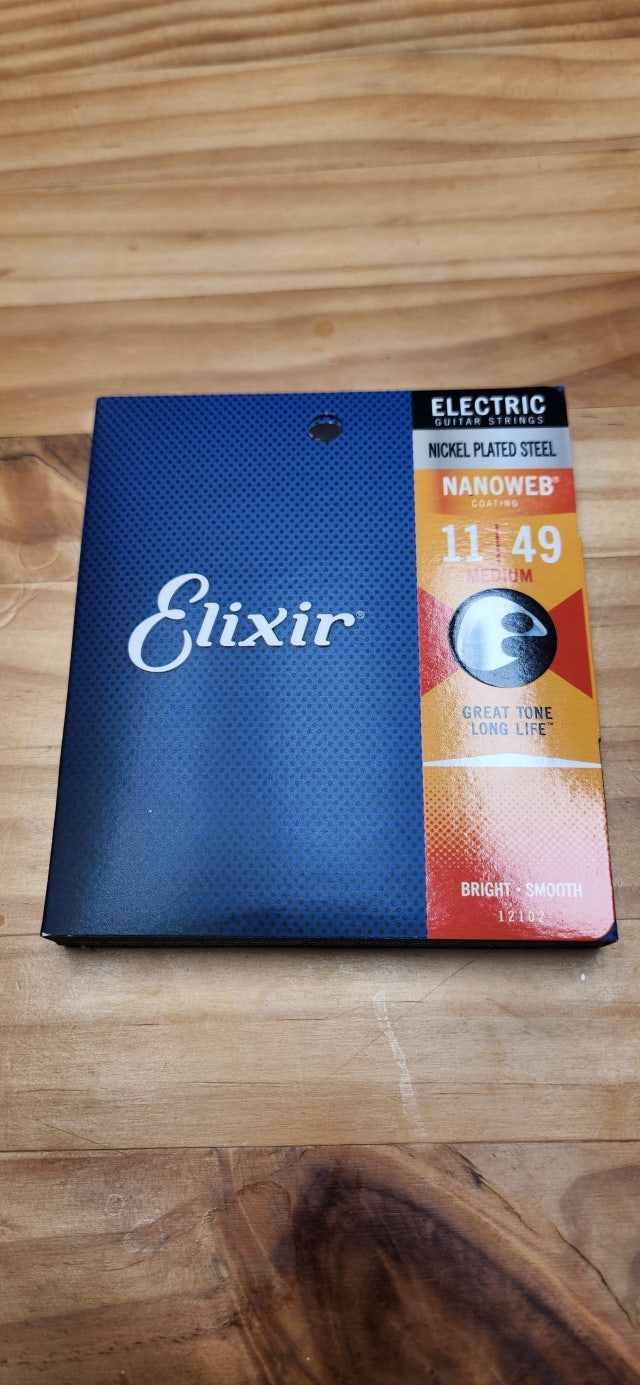 Elixir®
ELECTRIC
GUITAR STRINGS
NICKEL PLATED STEEL
NANOWEB®
COATING
11 | 49
MEDIUM
GREAT TONE
LONG LIFE™
BRIGHT • SMOOTH
12102